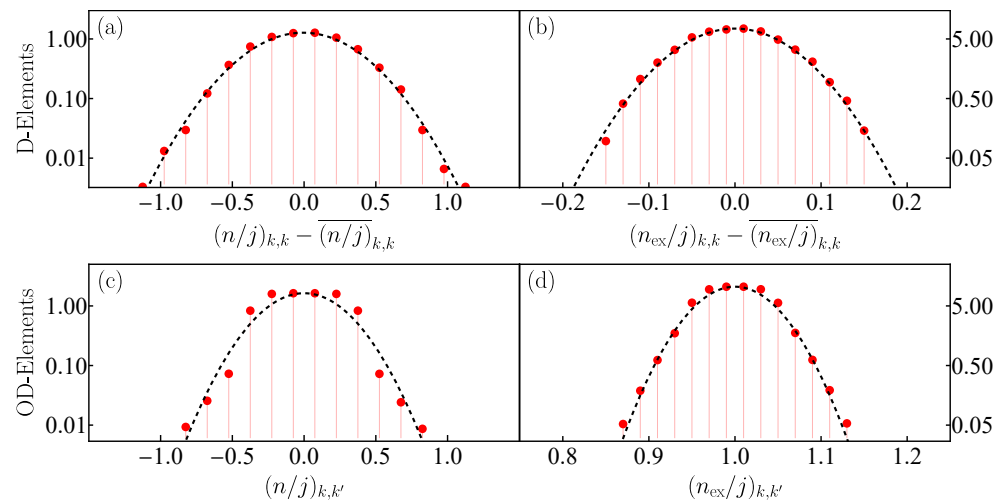 (a)
(b)
D-Elements
1.00
0.10
0.01
5.00
0.50
0.05
−1.0 −0.5 0.0 0.5 1.0
−0.2 −0.1 0.0 0.1 0.2
(n/j)_{k,k} − \overline{(n/j)}_{k,k}
(n_{ex}/j)_{k,k} − \overline{(n_{ex}/j)}_{k,k}
(c)
(d)
OD-Elements
1.00
0.10
0.01
5.00
0.50
0.05
−1.0 −0.5 0.0 0.5 1.0
0.8 0.9 1.0 1.1 1.2
(n/j)_{k,k′}
(n_{ex}/j)_{k,k′}